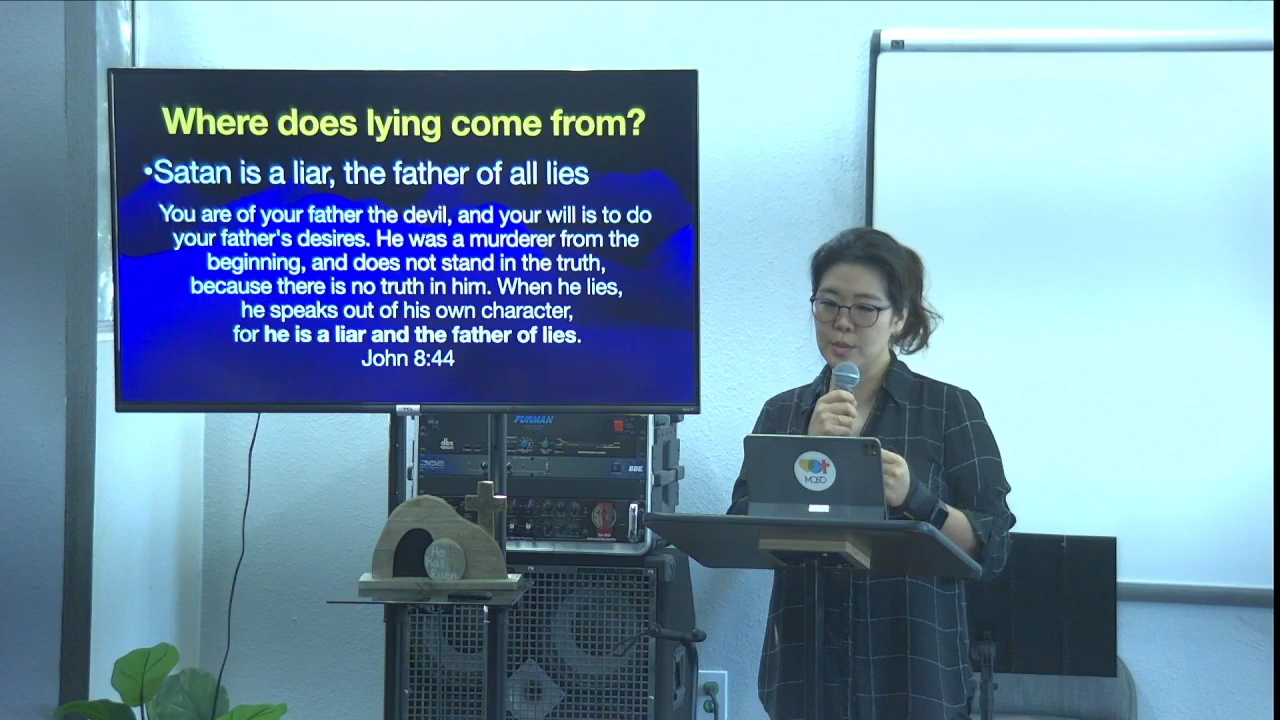 Where does lying come from?
•Satan is a liar, the father of all lies
You are of your father the devil, and your will is to do
your father's desires. He was a murderer from the
beginning, and does not stand in the truth,
because there is no truth in him. When he lies,
he speaks out of his own character,
for he is a liar and the father of lies.
John 8:44
FURMAN
dbx
BBE
MOSO
He
has
Risen